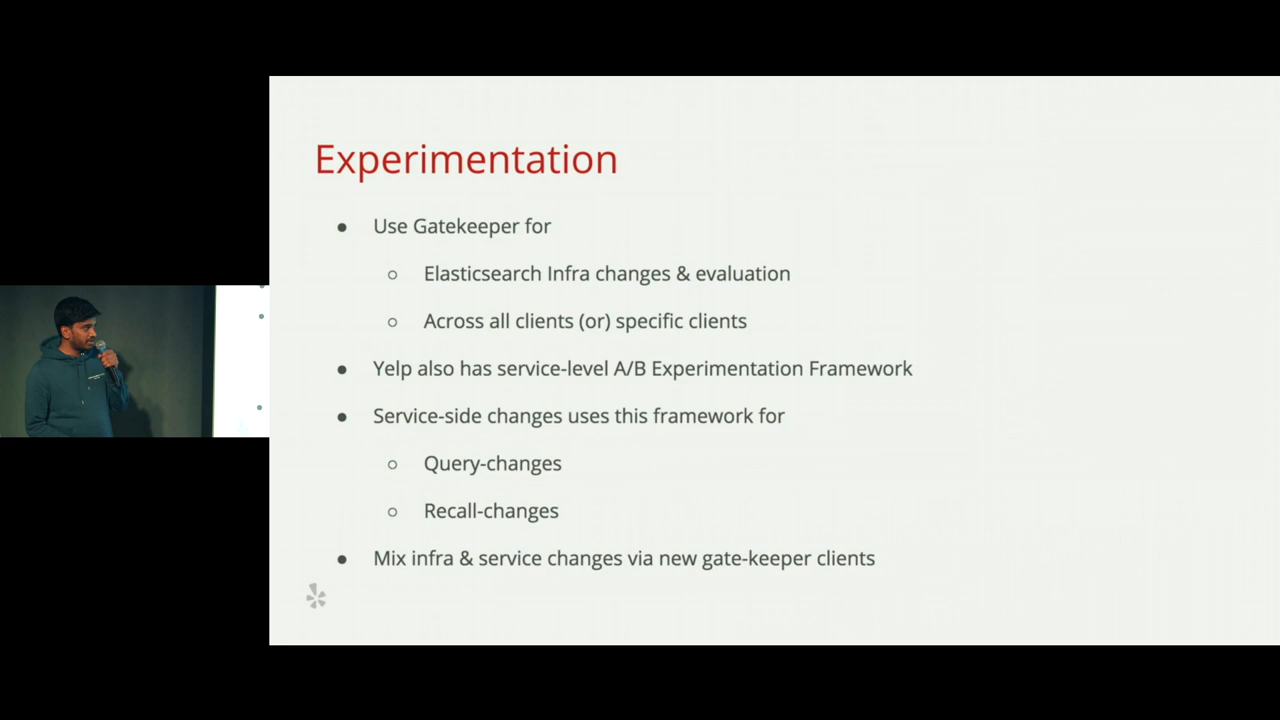 Experimentation
● Use Gatekeeper for
○ Elasticsearch Infra changes & evaluation
○ Across all clients (or) specific clients
● Yelp also has service-level A/B Experimentation Framework
● Service-side changes uses this framework for
○ Query-changes
○ Recall-changes
● Mix infra & service changes via new gate-keeper clients